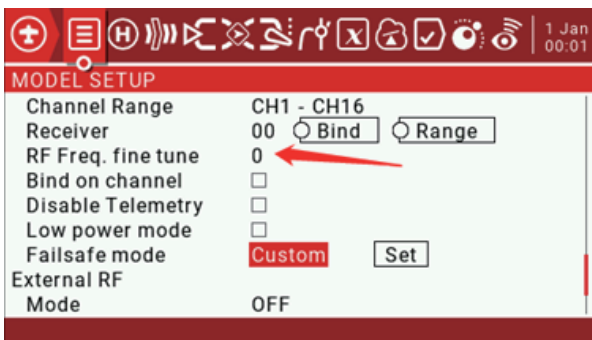 1 Jan
00:01
MODEL SETUP
Channel Range CH1 - CH16
Receiver 00 Bind Range
RF Freq. fine tune 0
Bind on channel
Disable Telemetry
Low power mode
Failsafe mode Custom Set
External RF
Mode OFF